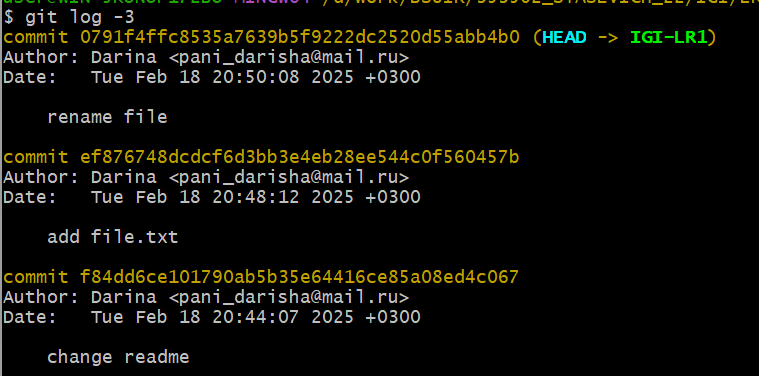 $ git log -3
commit 0791f4ffc8535a7639b5f9222dc2520d55abb4b0 (HEAD -> IGI-LR1)
Author: Darina <pani_darisha@mail.ru>
Date:   Tue Feb 18 20:50:08 2025 +0300
rename file
commit ef876748dcdcf6d3bb3e4eb28ee544c0f560457b
Author: Darina <pani_darisha@mail.ru>
Date:   Tue Feb 18 20:48:12 2025 +0300
add file.txt
commit f84dd6ce101790ab5b35e64416ce85a08ed4c067
Author: Darina <pani_darisha@mail.ru>
Date:   Tue Feb 18 20:44:07 2025 +0300
change readme